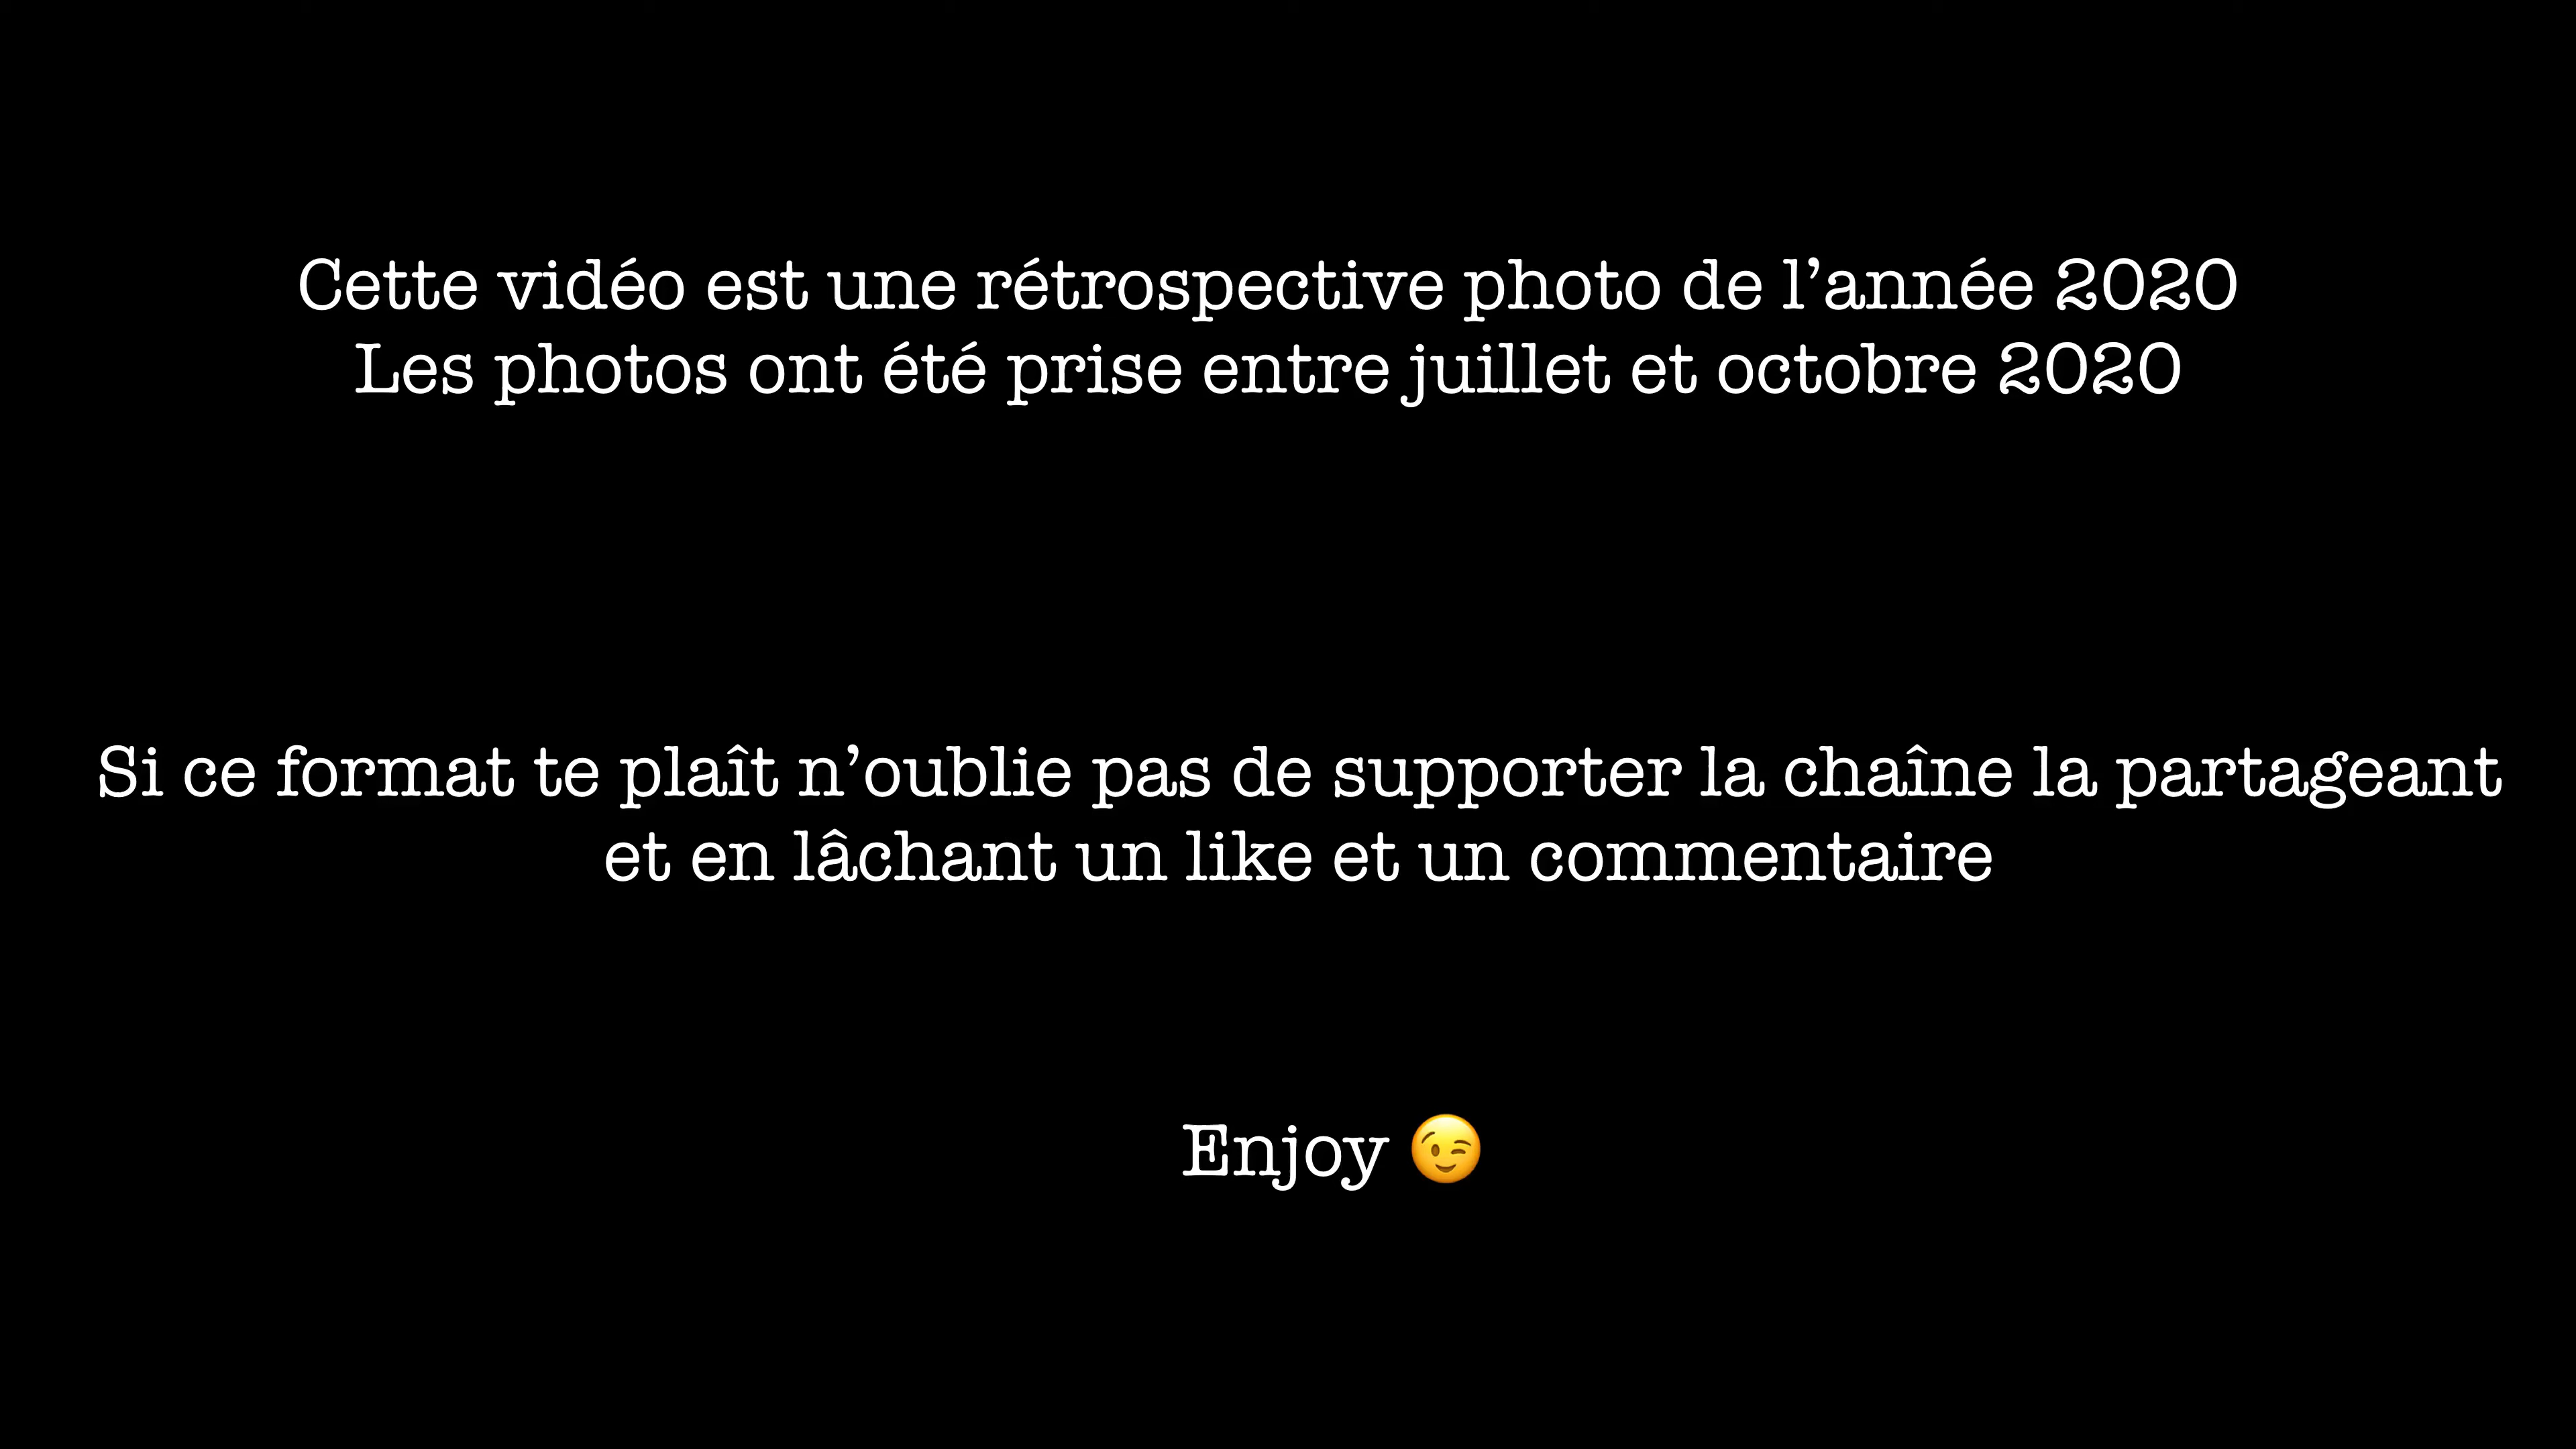 Cette vidéo est une rétrospective photo de l’année 2020
Les photos ont été prise entre juillet et octobre 2020
Si ce format te plaît n’oublie pas de supporter la chaîne la partageant
et en lâchant un like et un commentaire
Enjoy 😉